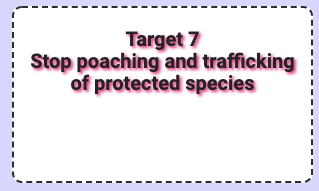 Target 7
Stop poaching and trafficking
of protected species